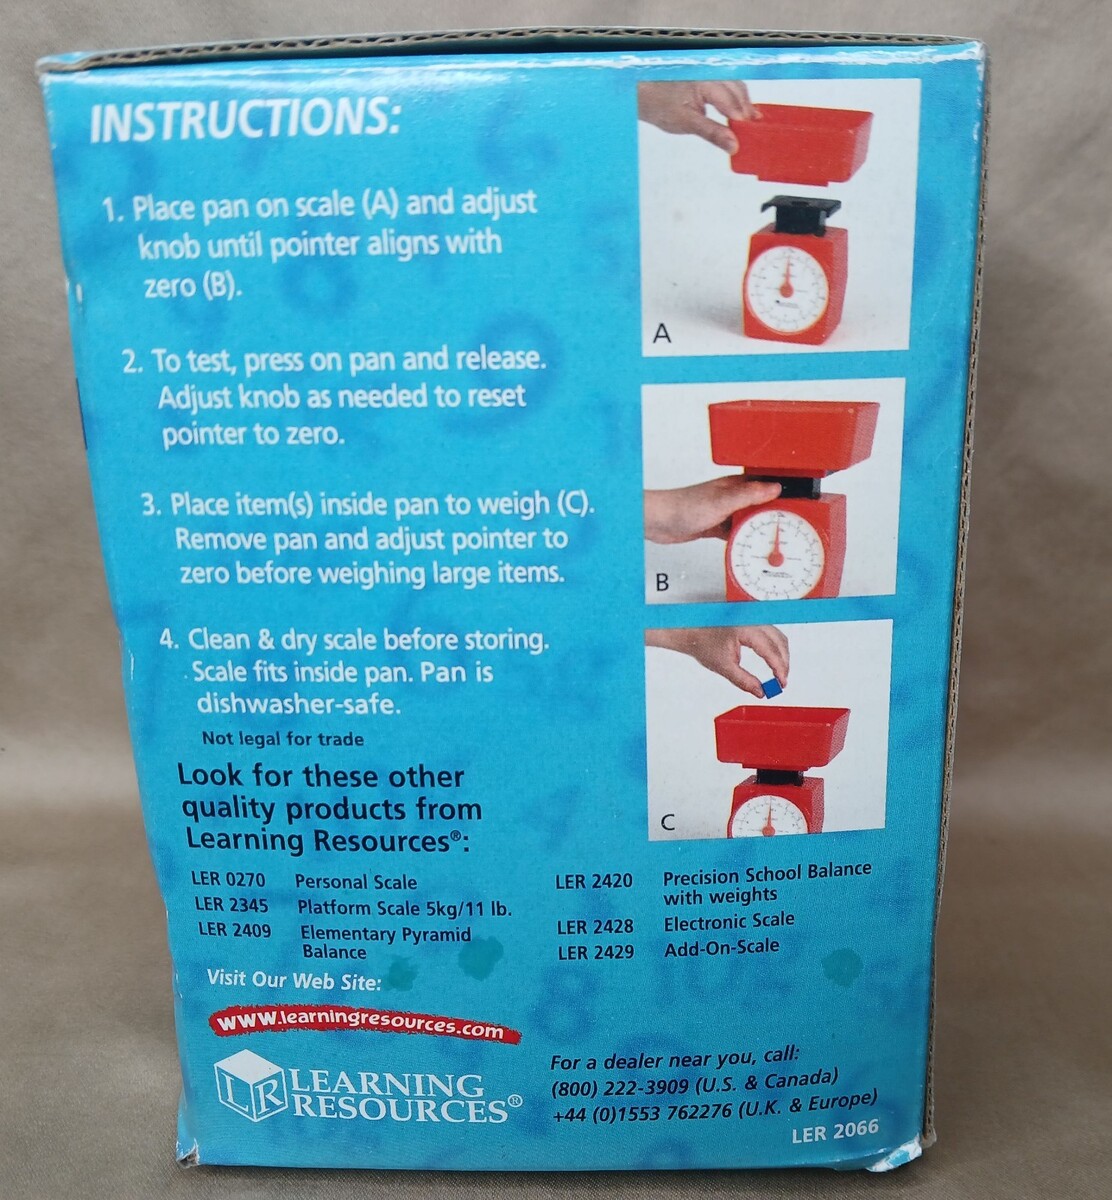 INSTRUCTIONS:
1. Place pan on scale (A) and adjust
knob until pointer aligns with
zero (B).
2. To test, press on pan and release.
Adjust knob as needed to reset
pointer to zero.
3. Place item(s) inside pan to weigh (C).
Remove pan and adjust pointer to
zero before weighing large items.
4. Clean & dry scale before storing.
Scale fits inside pan. Pan is
dishwasher-safe.
Not legal for trade
A
B
C
Look for these other
quality products from
Learning Resources®:
LER 0270 Personal Scale
LER 2345 Platform Scale 5kg/11 lb.
LER 2409 Elementary Pyramid
Balance
LER 2420 Precision School Balance
with weights
LER 2428 Electronic Scale
LER 2429 Add-On-Scale
Visit Our Web Site:
www.learningresources.com
LR LEARNING
RESOURCES®
For a dealer near you, call:
(800) 222-3909 (U.S. & Canada)
+44 (0)1553 762276 (U.K. & Europe)
LER 2066